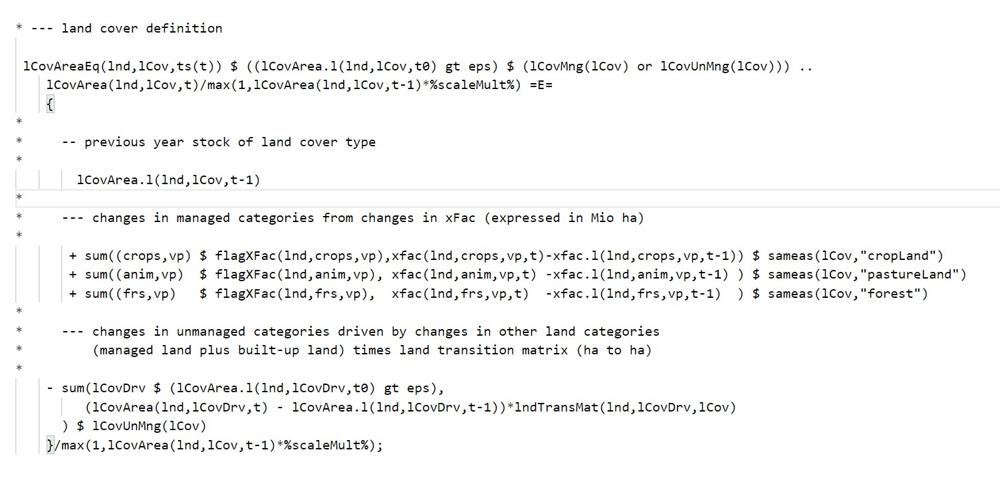 * --- land cover definition
lCovAreaEq(lnd,lCov,ts(t)) $ ((lCovArea.l(lnd,lCov,t0) gt eps) $ (lCovMng(lCov) or lCovUnMng(lCov))) ..
lCovArea(lnd,lCov,t)/max(1,lCovArea(lnd,lCov,t-1)*%scaleMult%) =E=
{
*
* -- previous year stock of land cover type
*
lCovArea.l(lnd,lCov,t-1)
*
* --- changes in managed categories from changes in xFac (expressed in Mio ha)
*
+ sum((crops,vp) $ flagXFac(lnd,crops,vp),xfac(lnd,crops,vp,t)-xfac.l(lnd,crops,vp,t-1)) $ sameas(lCov,"cropLand")
+ sum((anim,vp) $ flagXFac(lnd,anim,vp), xfac(lnd,anim,vp,t) -xfac.l(lnd,anim,vp,t-1) ) $ sameas(lCov,"pastureLand")
+ sum((frs,vp) $ flagXFac(lnd,frs,vp), xfac(lnd,frs,vp,t) -xfac.l(lnd,frs,vp,t-1) ) $ sameas(lCov,"forest")
*
* --- changes in unmanaged categories driven by changes in other land categories
* (managed land plus built-up land) times land transition matrix (ha to ha)
*
- sum(lCovDrv $ (lCovArea.l(lnd,lCovDrv,t0) gt eps),
(lCovArea(lnd,lCovDrv,t) - lCovArea.l(lnd,lCovDrv,t-1))*lndTransMat(lnd,lCovDrv,lCov)
) $ lCovUnMng(lCov)
}/max(1,lCovArea(lnd,lCov,t-1)*%scaleMult%);